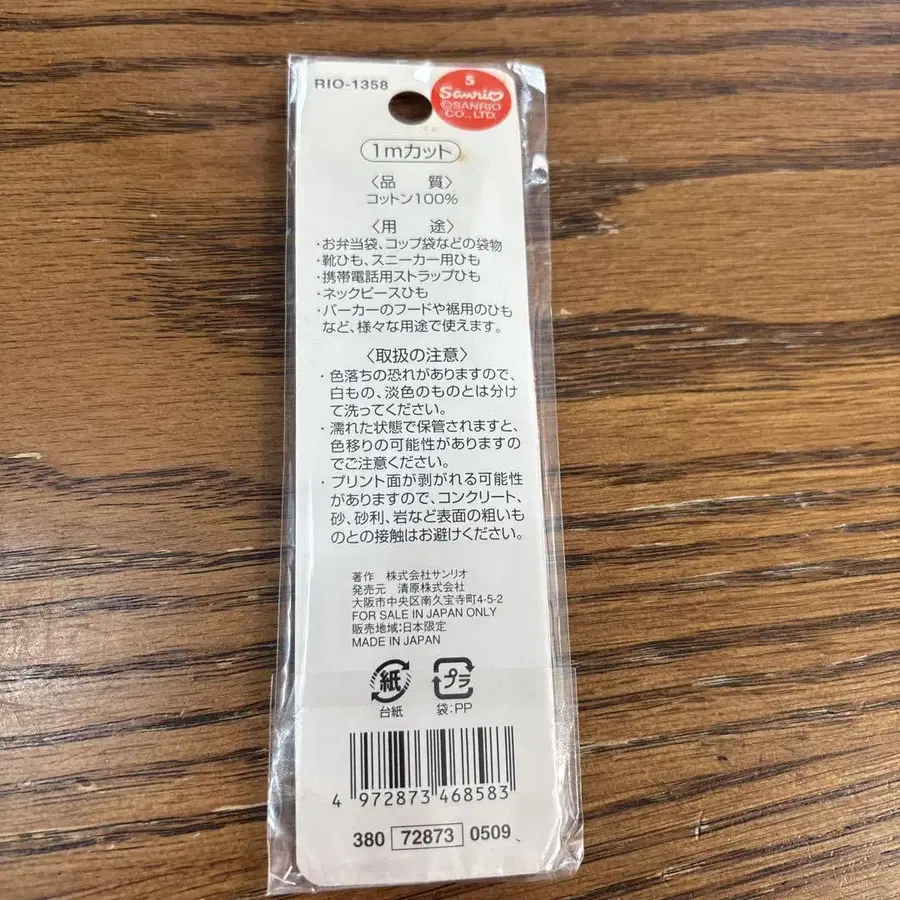 RIO-1358
5
Sanrio
©SANRIO
CO., LTD.
1mカット
〈品 質〉
コットン100%
〈用 途〉
・お弁当袋、コップ袋などの袋物
・靴ひも、スニーカー用ひも
・携帯電話用ストラップひも
・ネックピースひも
・パーカーのフードや裾用のひも
など、様々な用途で使えます。
〈取扱の注意〉
・色落ちの恐れがありますので、
白もの、淡色のものとは分け
て洗ってください。
・濡れた状態で保管されますと、
色移りの可能性がありますの
でご注意ください。
・プリント面が剥がれる可能性
がありますので、コンクリート、
砂、砂利、岩など表面の粗いも
のとの接触はお避けください。
著作 株式会社サンリオ
発売元 清原株式会社
大阪市中央区南久宝寺町4-5-2
FOR SALE IN JAPAN ONLY
販売地域:日本限定
MADE IN JAPAN
紙 プラ
台紙 袋:PP
4 972873 468583
380 72873 0509